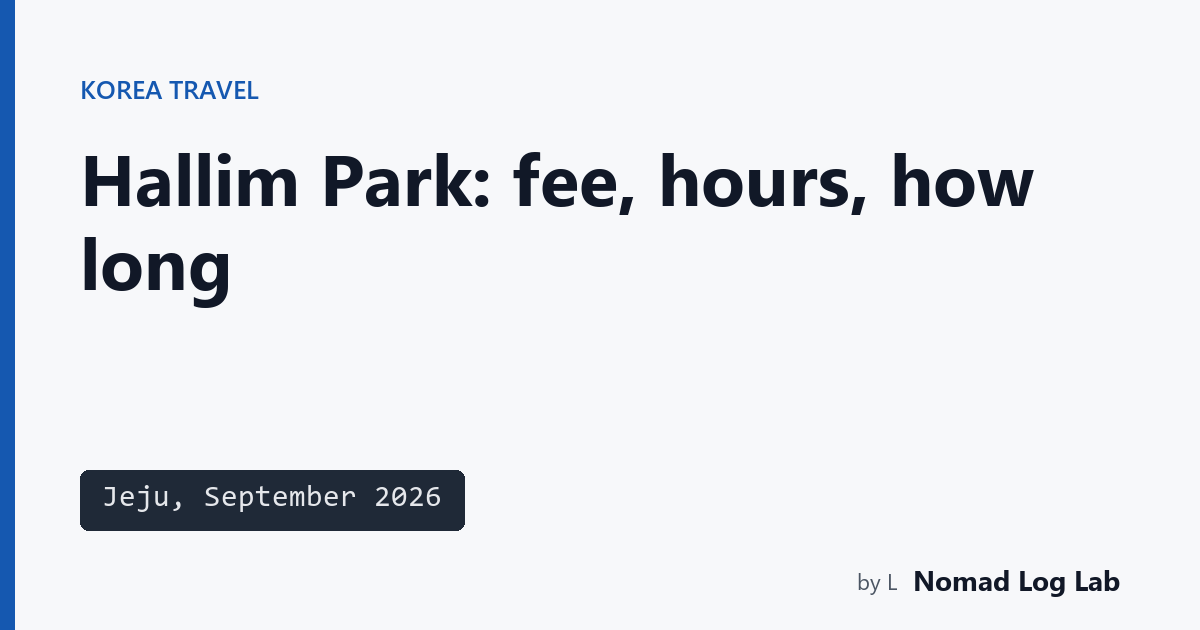 KOREA TRAVEL
Hallim Park: fee, hours, how
long
Jeju, September 2026
by L Nomad Log Lab